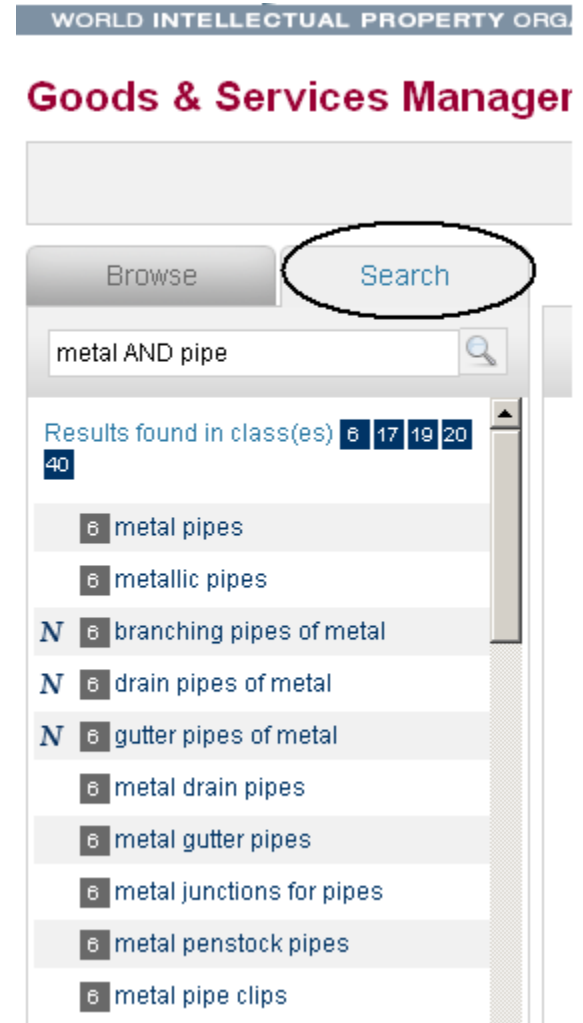 WORLD INTELLECTUAL PROPERTY
Goods & Services
Browse
Search
metal AND pipe
Results found in class(es) 6 17 19 20
40
6 metal pipes
6 metallic pipes
N 6 branching pipes of metal
N 6 drain pipes of metal
N 6 gutter pipes of metal
6 metal drain pipes
6 metal gutter pipes
6 metal junctions for pipes
6 metal penstock pipes
6 metal pipe clips